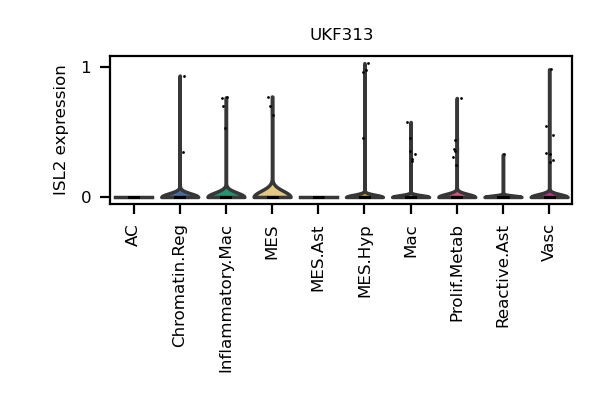 UKF313
ISL2 expression
1
0
AC
Chromatin.Reg
Inflammatory.Mac
MES
MES.Ast
MES.Hyp
Mac
Prolif.Metab
Reactive.Ast
Vasc